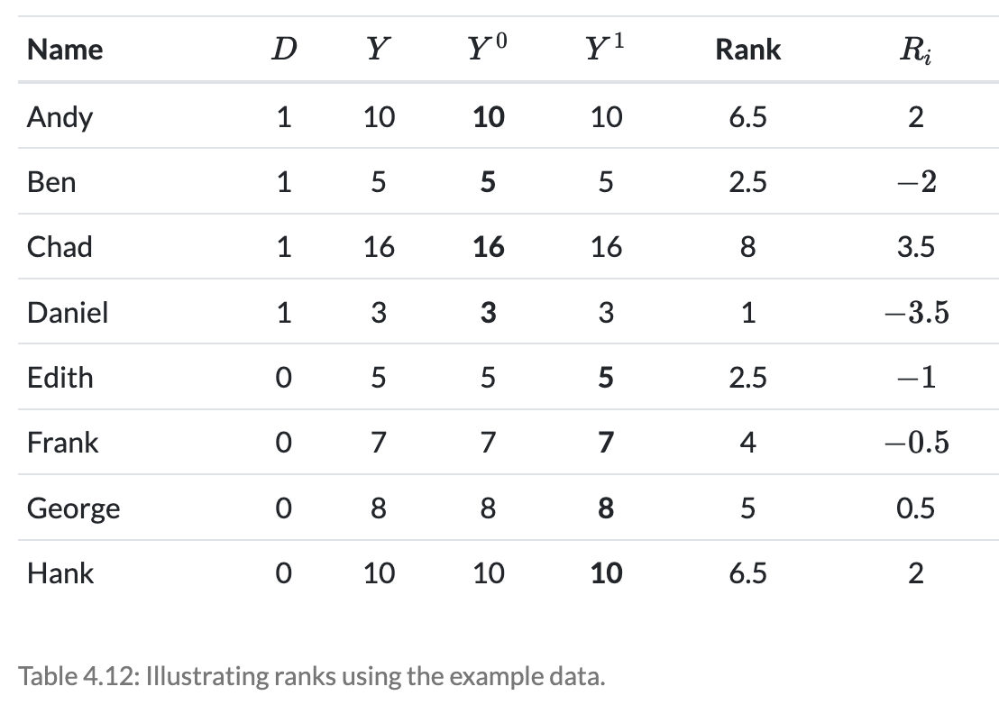 Name D Y Y⁰ Y¹ Rank Rᵢ
Andy 1 10 10 10 6.5 2
Ben 1 5 5 5 2.5 −2
Chad 1 16 16 16 8 3.5
Daniel 1 3 3 3 1 −3.5
Edith 0 5 5 5 2.5 −1
Frank 0 7 7 7 4 −0.5
George 0 8 8 8 5 0.5
Hank 0 10 10 10 6.5 2
Table 4.12: Illustrating ranks using the example data.